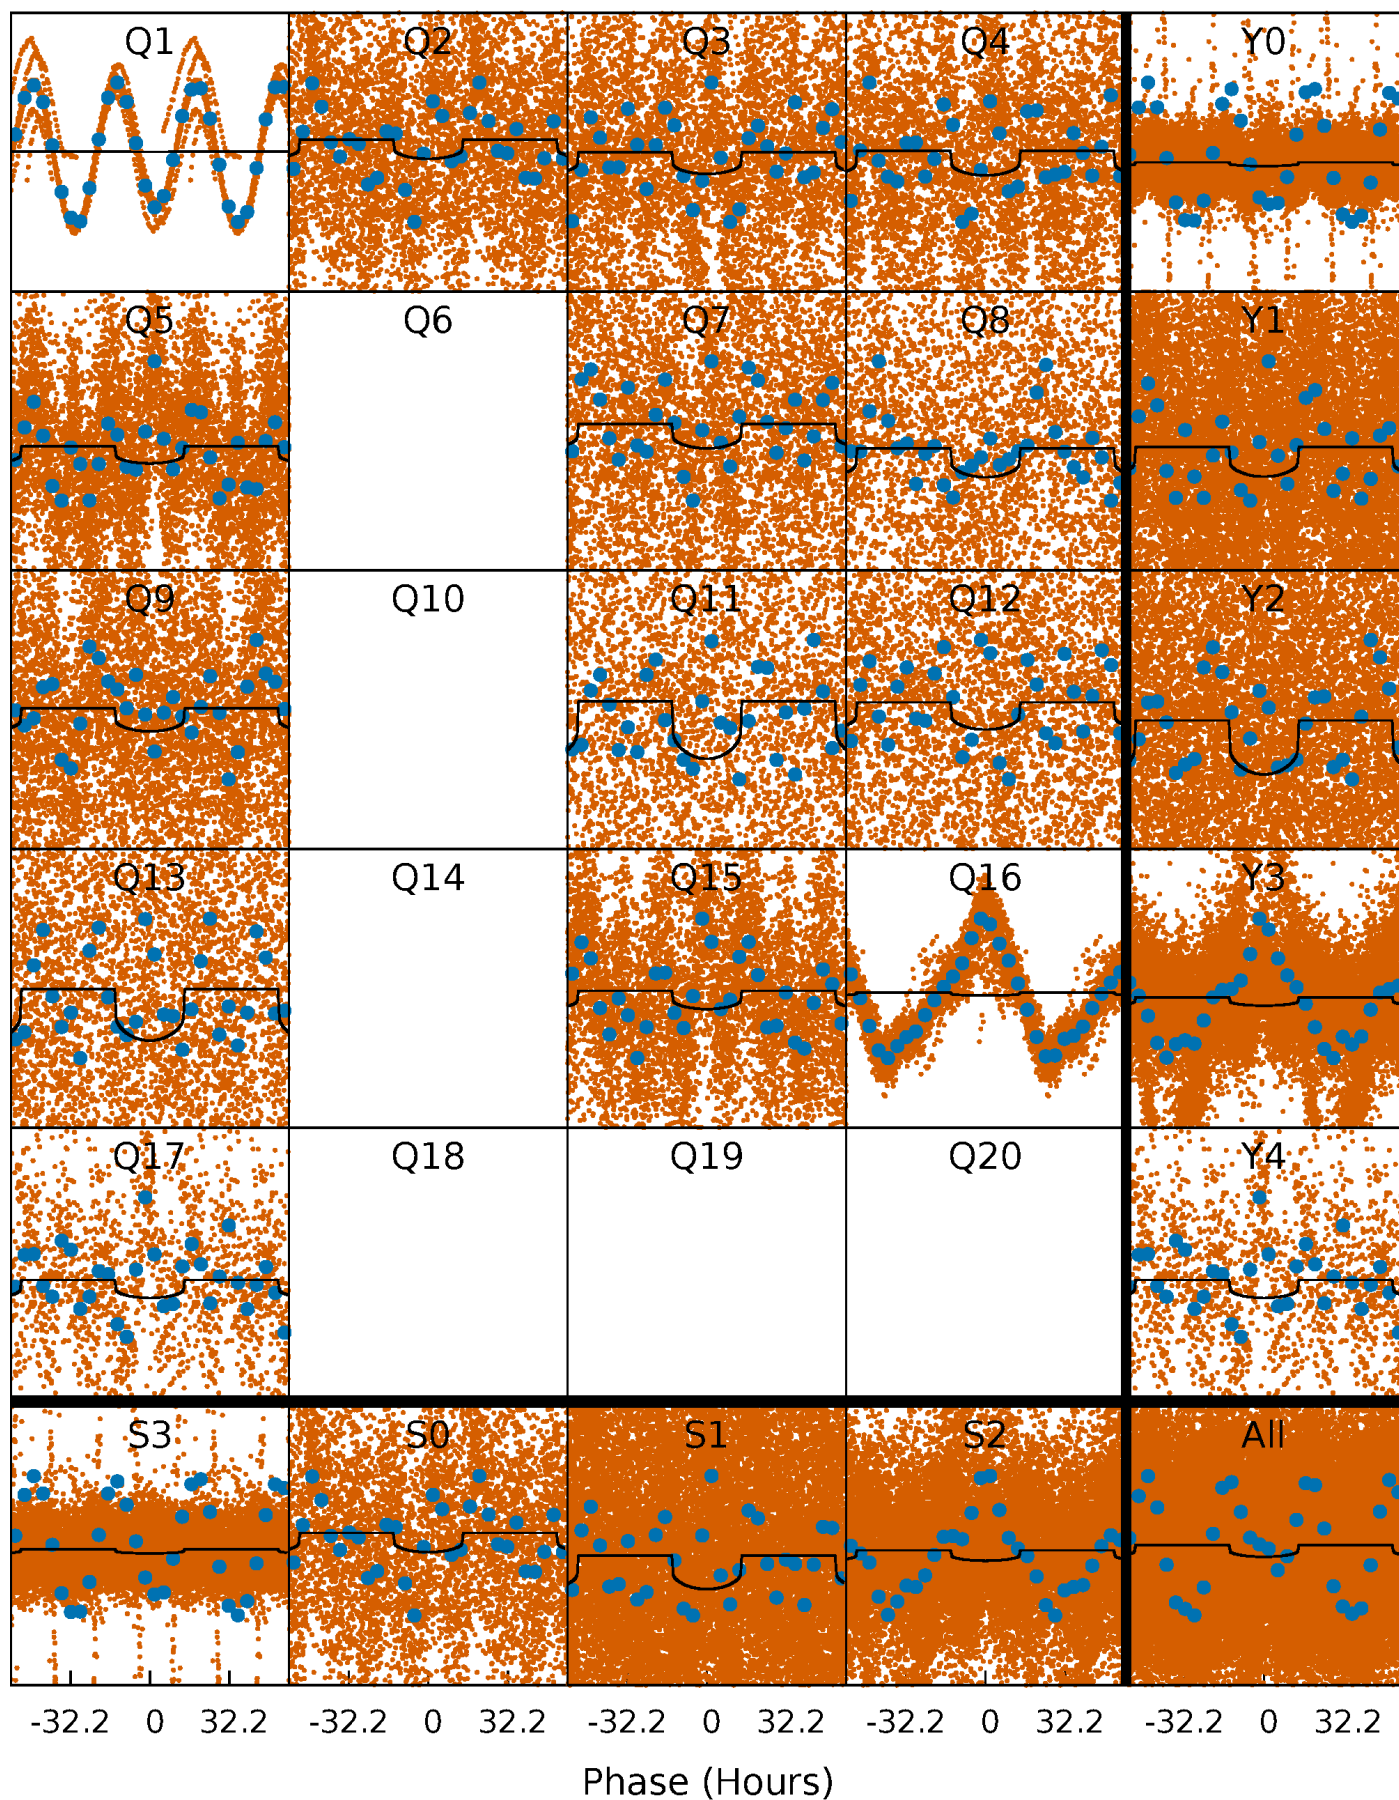 Q1 Q2 Q3 Q4 Y0
Q5 Q6 Q7 Q8 Y1
Q9 Q10 Q11 Q12 Y2
Q13 Q14 Q15 Q16 Y3
Q17 Q18 Q19 Q20 Y4
S3 S0 S1 S2 All
-32.2 0 32.2 -32.2 0 32.2 -32.2 0 32.2 -32.2 0 32.2 -32.2 0 32.2
Phase (Hours)